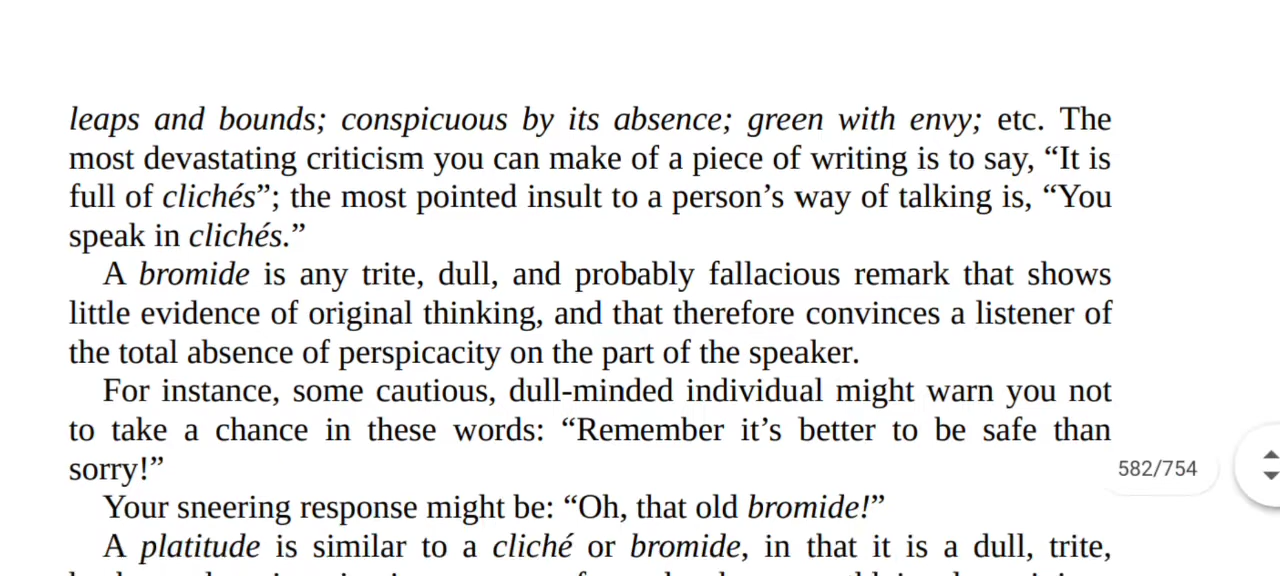 leaps and bounds; conspicuous by its absence; green with envy; etc. The
most devastating criticism you can make of a piece of writing is to say, “It is
full of clichés”; the most pointed insult to a person’s way of talking is, “You
speak in clichés.”
A bromide is any trite, dull, and probably fallacious remark that shows
little evidence of original thinking, and that therefore convinces a listener of
the total absence of perspicacity on the part of the speaker.
For instance, some cautious, dull-minded individual might warn you not
to take a chance in these words: “Remember it’s better to be safe than
sorry!”
582/754
Your sneering response might be: “Oh, that old bromide!”
A platitude is similar to a cliché or bromide, in that it is a dull, trite,